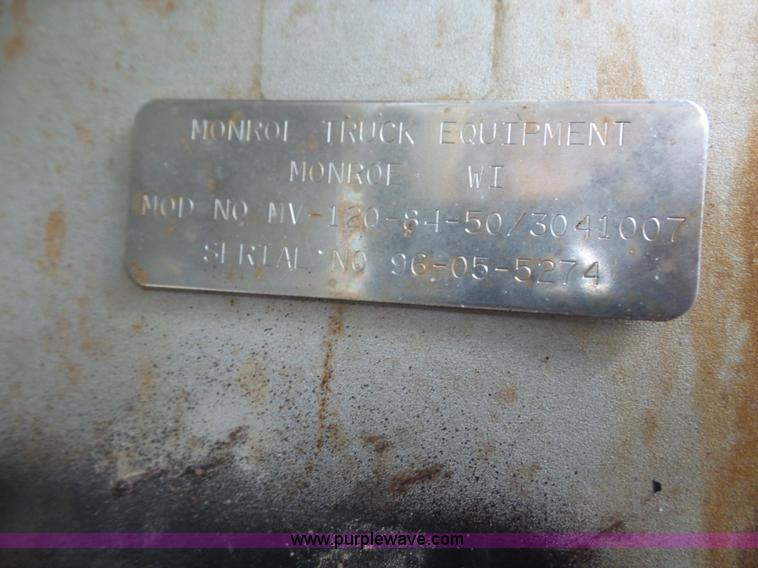 MONROE TRUCK EQUIPMENT
MONROE WI
MOD NO MV-120-84-50/3041007
SERIAL NO 96-05-5274
www.purplewave.com